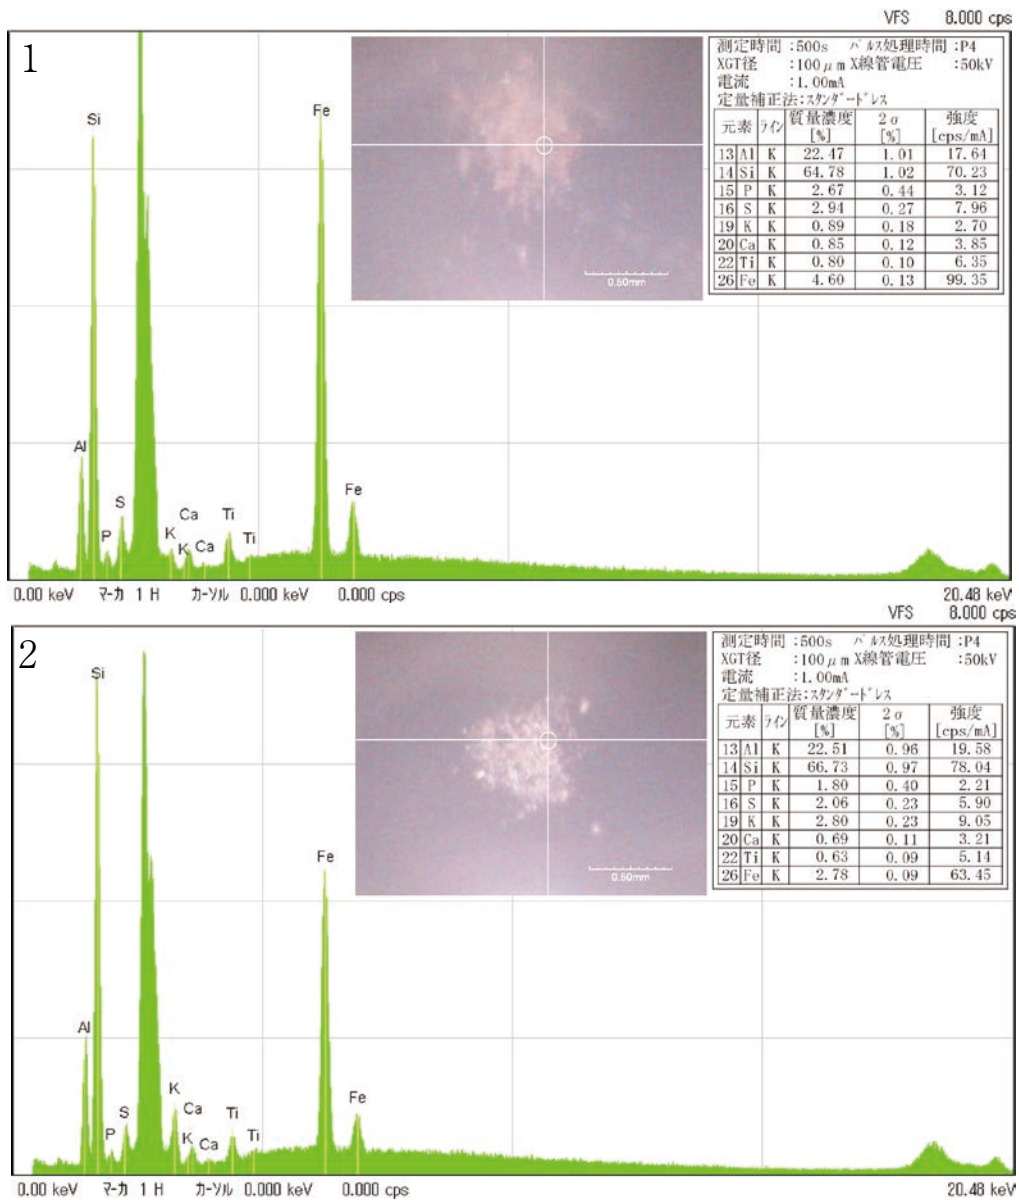 VFS 8.000 cps
1
測定時間 :500s パルス処理時間 :P4
XGT径 :100μm X線管電圧 :50kV
電流 :1.00mA
定量補正法:スタンダードレス
元素 ライン 質量濃度[%] 2σ[%] 強度[cps/mA]
13 Al K 22.47 1.01 17.64
14 Si K 64.78 1.02 70.23
15 P K 2.67 0.44 3.12
16 S K 2.94 0.27 7.96
19 K K 0.89 0.18 2.70
20 Ca K 0.85 0.12 3.85
22 Ti K 0.80 0.10 6.35
26 Fe K 4.60 0.13 99.35
0.50mm
Si
Fe
Al
S
P
K
Ca
K
Ca
Ti
Ti
Fe
0.00 keV マーカ 1 H カーソル 0.000 keV 0.000 cps 20.48 keV
VFS 8.000 cps
2
測定時間 :500s パルス処理時間 :P4
XGT径 :100μm X線管電圧 :50kV
電流 :1.00mA
定量補正法:スタンダードレス
元素 ライン 質量濃度[%] 2σ[%] 強度[cps/mA]
13 Al K 22.51 0.96 19.58
14 Si K 66.73 0.97 78.04
15 P K 1.80 0.40 2.21
16 S K 2.06 0.23 5.90
19 K K 2.80 0.23 9.05
20 Ca K 0.69 0.11 3.21
22 Ti K 0.63 0.09 5.14
26 Fe K 2.78 0.09 63.45
0.50mm
Si
Fe
Al
S
P
K
Ca
K
Ca
Ti
Ti
Fe
0.00 keV マーカ 1 H カーソル 0.000 keV 0.000 cps 20.48 keV